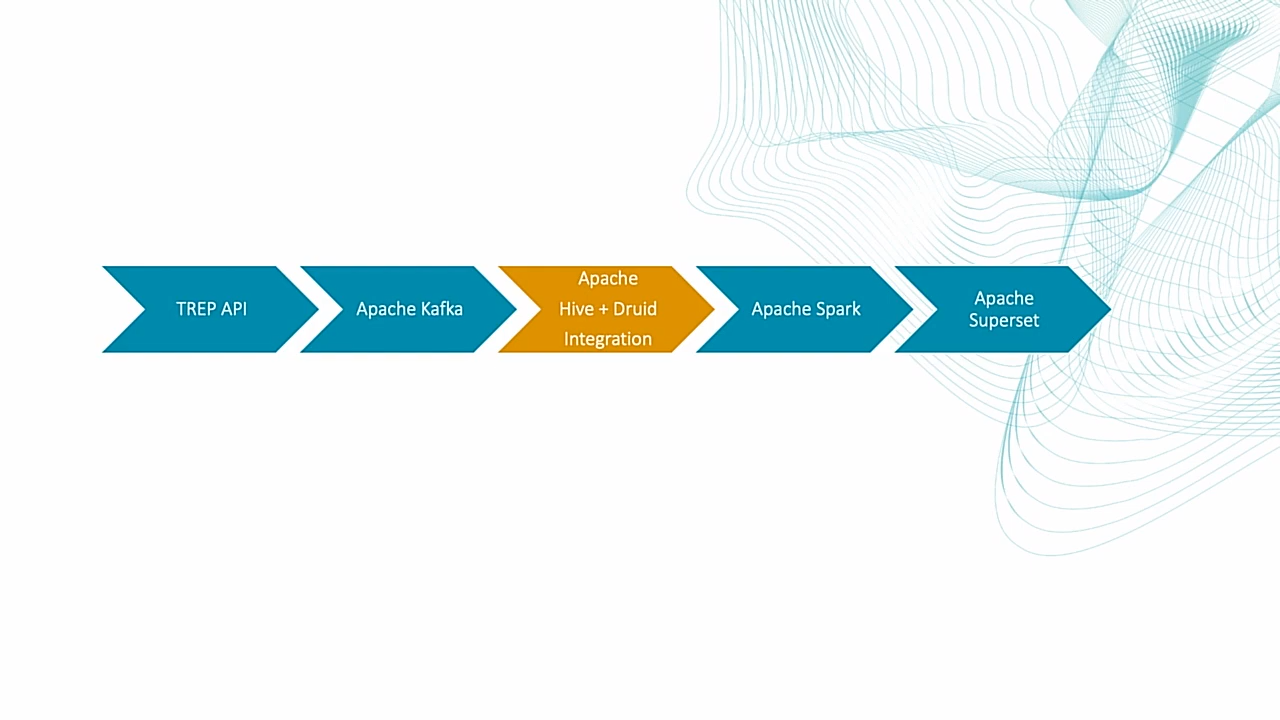 TREP API
Apache Kafka
Apache
Hive + Druid
Integration
Apache Spark
Apache
Superset